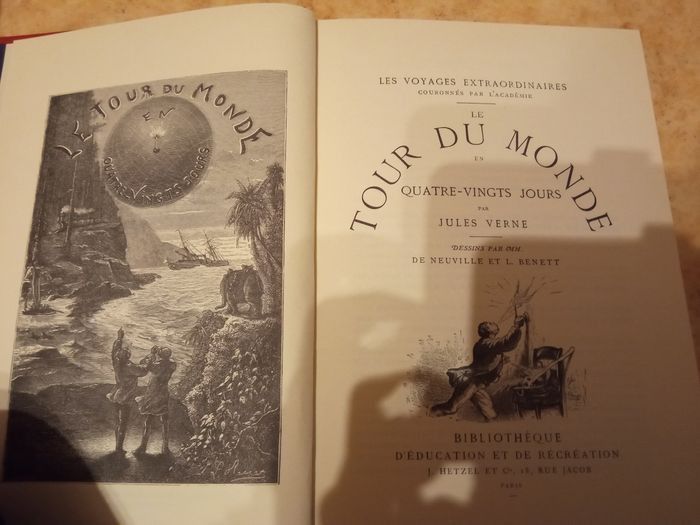 LE TOUR DU MONDE
EN
QUATRE-VINGTS JOURS
LES VOYAGES EXTRAORDINAIRES
COURONNÉS PAR L'ACADÉMIE
LE
TOUR DU MONDE
EN
QUATRE-VINGTS JOURS
PAR
JULES VERNE
DESSINS PAR MM.
DE NEUVILLE ET L. BENETT
BIBLIOTHÈQUE
D'ÉDUCATION ET DE RÉCRÉATION
J. HETZEL ET Cie, 18, RUE JACOB
PARIS